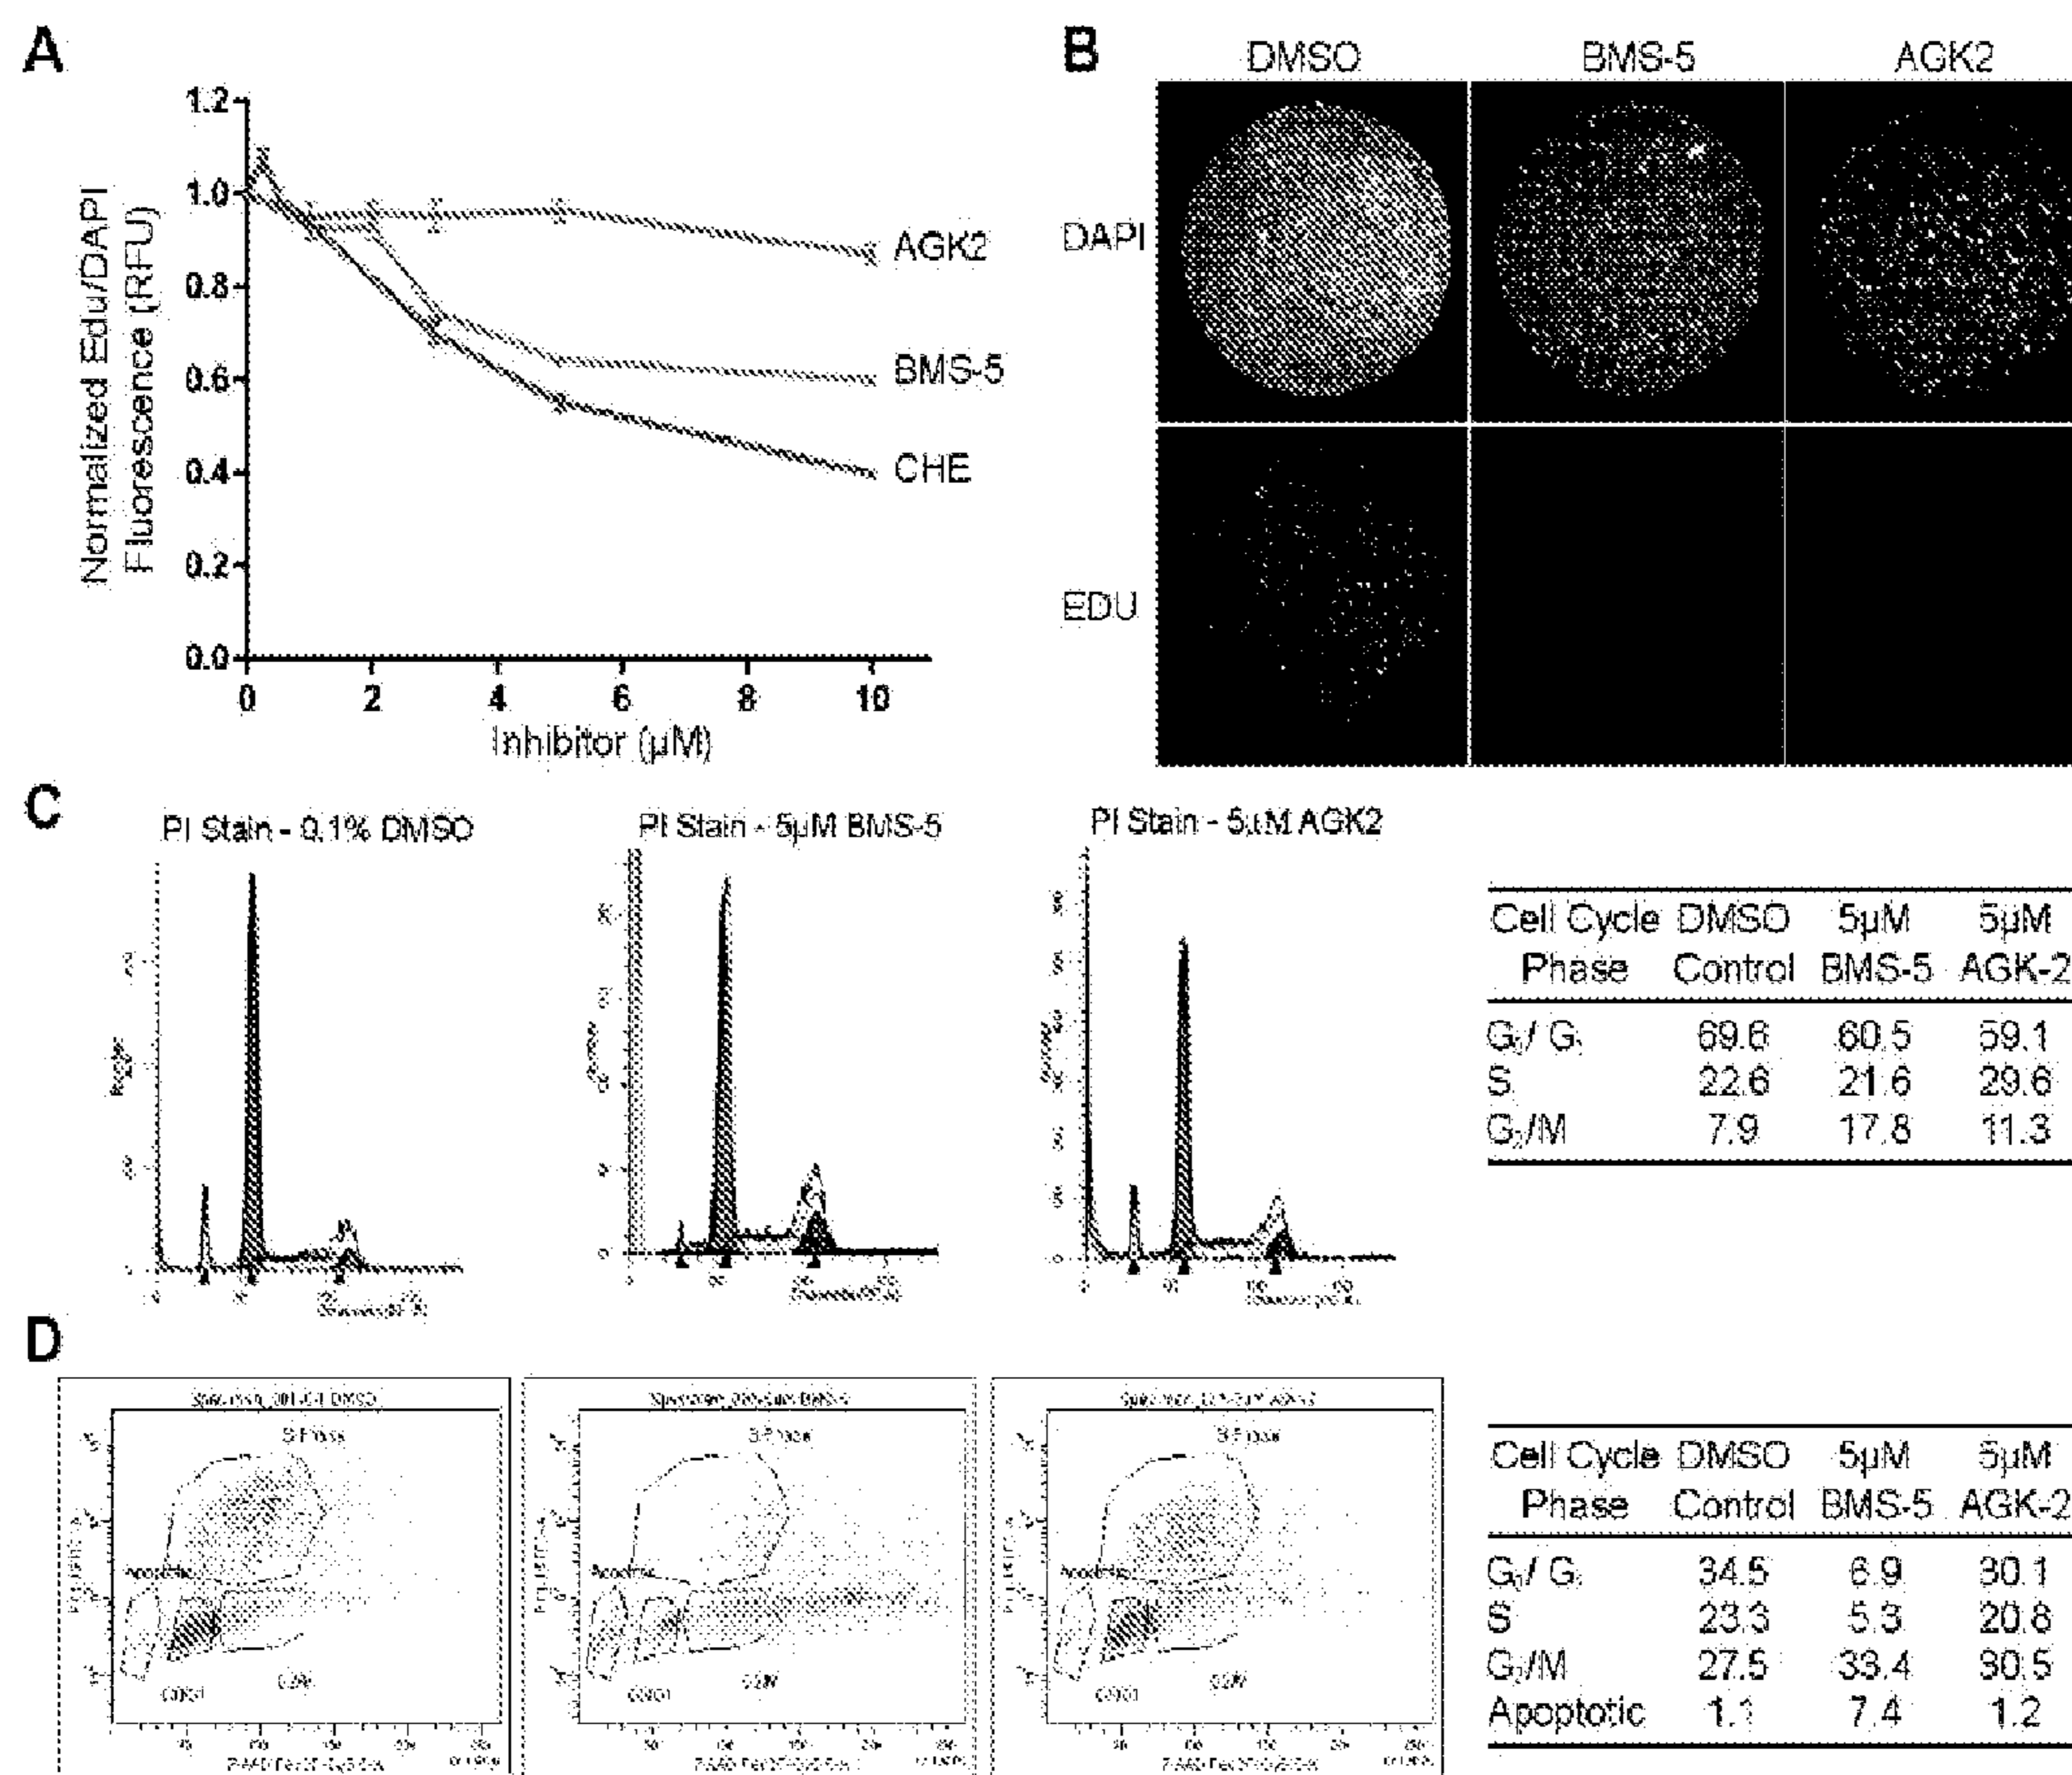 A
1.2
1.0
0.8
0.6
0.4
0.2
0.0
0 2 4 6 8 10
Normalized Edu/DAPI
Fluorescence (RFU)
Inhibitor (µM)
AGK2
BMS-5
CHE
B
DMSO BMS-5 AGK2
DAPI
EDU
C
PI Stain - 0.1% DMSO
PI Stain - 5µM BMS-5
PI Stain - 5µM AGK2
Cell Cycle DMSO 5µM 5µM
Phase Control BMS-5 AGK-2
G₀/ G₁ 69.6 60.5 59.1
S 22.6 21.6 29.6
G₂/M 7.9 17.8 11.3
D
S-Phase
Apoptotic
G0/G1
G2/M
S-Phase
Apoptotic
G0/G1
G2/M
S-Phase
Apoptotic
G0/G1
G2/M
Cell Cycle DMSO 5µM 5µM
Phase Control BMS-5 AGK-2
G₀/ G₁ 34.5 6.9 30.1
S 23.3 5.3 20.8
G₂/M 27.5 33.4 30.5
Apoptotic 1.1 7.4 1.2